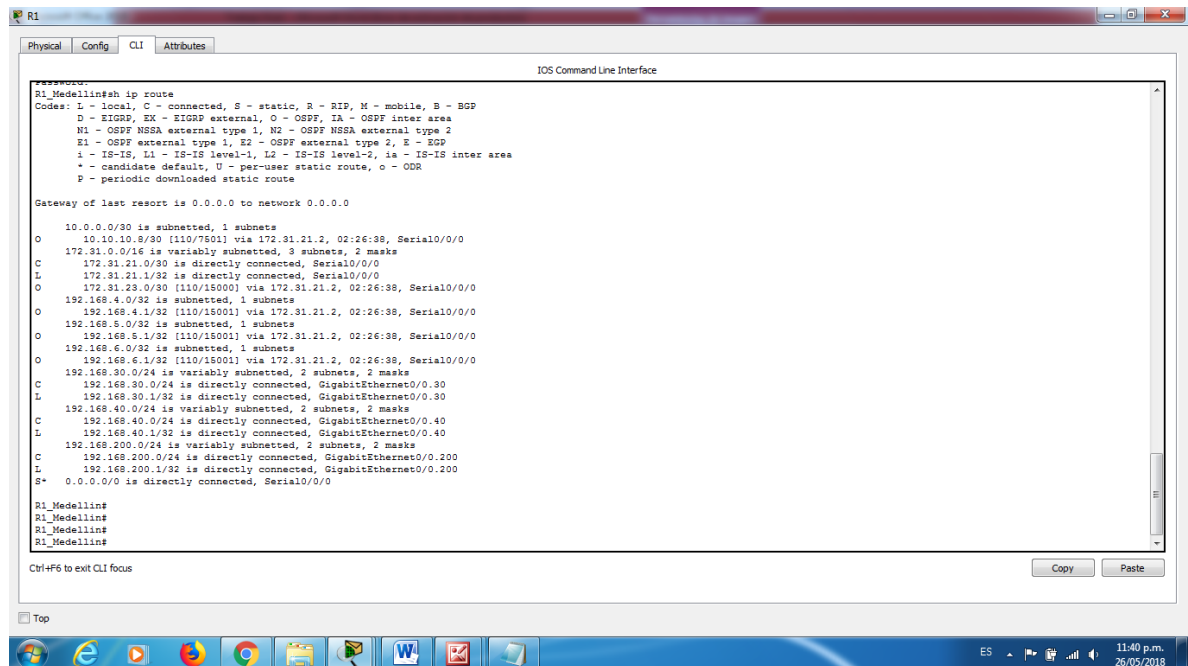 R1
Physical Config CLI Attributes
IOS Command Line Interface
Password:
R1_Medellin#sh ip route
Codes: L - local, C - connected, S - static, R - RIP, M - mobile, B - BGP
D - EIGRP, EX - EIGRP external, O - OSPF, IA - OSPF inter area
N1 - OSPF NSSA external type 1, N2 - OSPF NSSA external type 2
E1 - OSPF external type 1, E2 - OSPF external type 2, E - EGP
i - IS-IS, L1 - IS-IS level-1, L2 - IS-IS level-2, ia - IS-IS inter area
* - candidate default, U - per-user static route, o - ODR
P - periodic downloaded static route
Gateway of last resort is 0.0.0.0 to network 0.0.0.0
10.0.0.0/30 is subnetted, 1 subnets
O 10.10.10.8/30 [110/7501] via 172.31.21.2, 02:26:38, Serial0/0/0
172.31.0.0/16 is variably subnetted, 3 subnets, 2 masks
C 172.31.21.0/30 is directly connected, Serial0/0/0
L 172.31.21.1/32 is directly connected, Serial0/0/0
O 172.31.23.0/30 [110/15000] via 172.31.21.2, 02:26:38, Serial0/0/0
192.168.4.0/32 is subnetted, 1 subnets
O 192.168.4.1/32 [110/15001] via 172.31.21.2, 02:26:38, Serial0/0/0
192.168.5.0/32 is subnetted, 1 subnets
O 192.168.5.1/32 [110/15001] via 172.31.21.2, 02:26:38, Serial0/0/0
192.168.6.0/32 is subnetted, 1 subnets
O 192.168.6.1/32 [110/15001] via 172.31.21.2, 02:26:38, Serial0/0/0
192.168.30.0/24 is variably subnetted, 2 subnets, 2 masks
C 192.168.30.0/24 is directly connected, GigabitEthernet0/0.30
L 192.168.30.1/32 is directly connected, GigabitEthernet0/0.30
192.168.40.0/24 is variably subnetted, 2 subnets, 2 masks
C 192.168.40.0/24 is directly connected, GigabitEthernet0/0.40
L 192.168.40.1/32 is directly connected, GigabitEthernet0/0.40
192.168.200.0/24 is variably subnetted, 2 subnets, 2 masks
C 192.168.200.0/24 is directly connected, GigabitEthernet0/0.200
L 192.168.200.1/32 is directly connected, GigabitEthernet0/0.200
S* 0.0.0.0/0 is directly connected, Serial0/0/0
R1_Medellin#
R1_Medellin#
R1_Medellin#
R1_Medellin#
Ctrl+F6 to exit CLI focus
Copy Paste
Top
ES
11:40 p.m.
26/05/2018